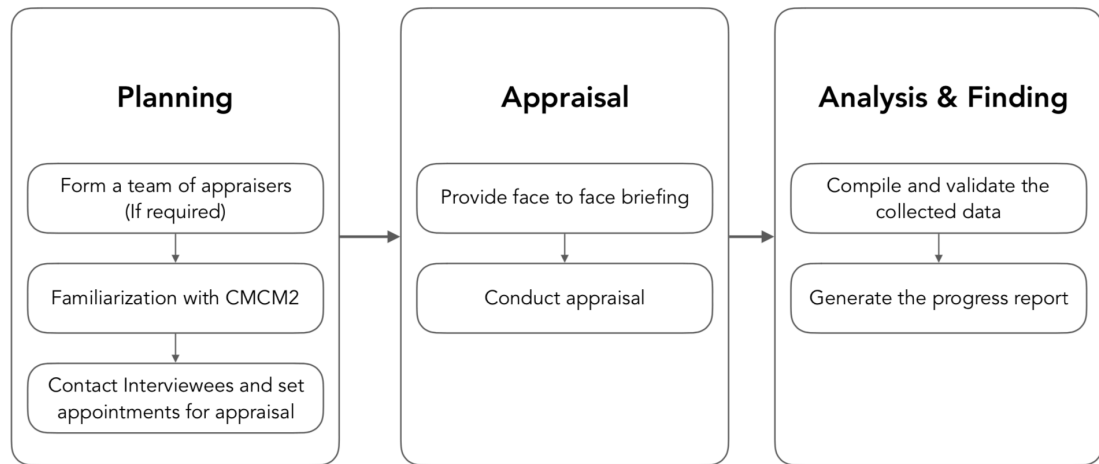 Planning
Form a team of appraisers
(If required)
Familiarization with CMCM2
Contact Interviewees and set
appointments for appraisal
Appraisal
Provide face to face briefing
Conduct appraisal
Analysis & Finding
Compile and validate the
collected data
Generate the progress report